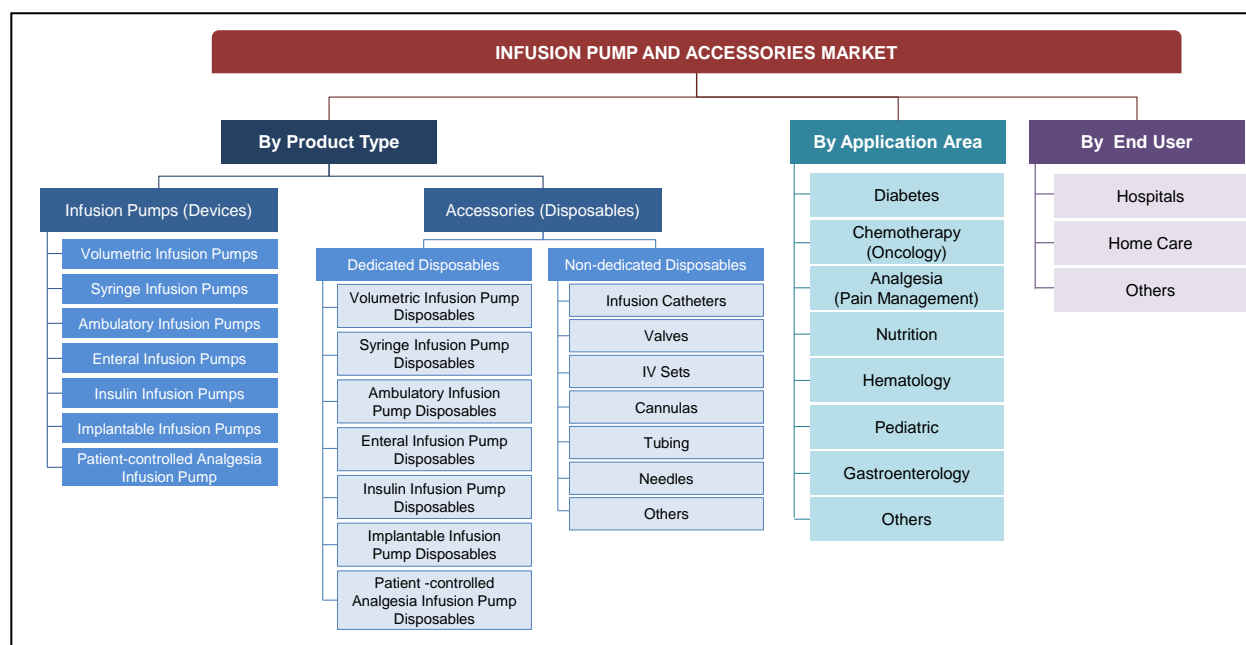 INFUSION PUMP AND ACCESSORIES MARKET
By Product Type
Infusion Pumps (Devices)
Volumetric Infusion Pumps
Syringe Infusion Pumps
Ambulatory Infusion Pumps
Enteral Infusion Pumps
Insulin Infusion Pumps
Implantable Infusion Pumps
Patient-controlled Analgesia
Infusion Pump
Accessories (Disposables)
Dedicated Disposables
Volumetric Infusion Pump
Disposables
Syringe Infusion Pump
Disposables
Ambulatory Infusion
Pump Disposables
Enteral Infusion Pump
Disposables
Insulin Infusion Pump
Disposables
Implantable Infusion
Pump Disposables
Patient -controlled
Analgesia Infusion Pump
Disposables
Non-dedicated Disposables
Infusion Catheters
Valves
IV Sets
Cannulas
Tubing
Needles
Others
By Application Area
Diabetes
Chemotherapy
(Oncology)
Analgesia
(Pain Management)
Nutrition
Hematology
Pediatric
Gastroenterology
Others
By End User
Hospitals
Home Care
Others